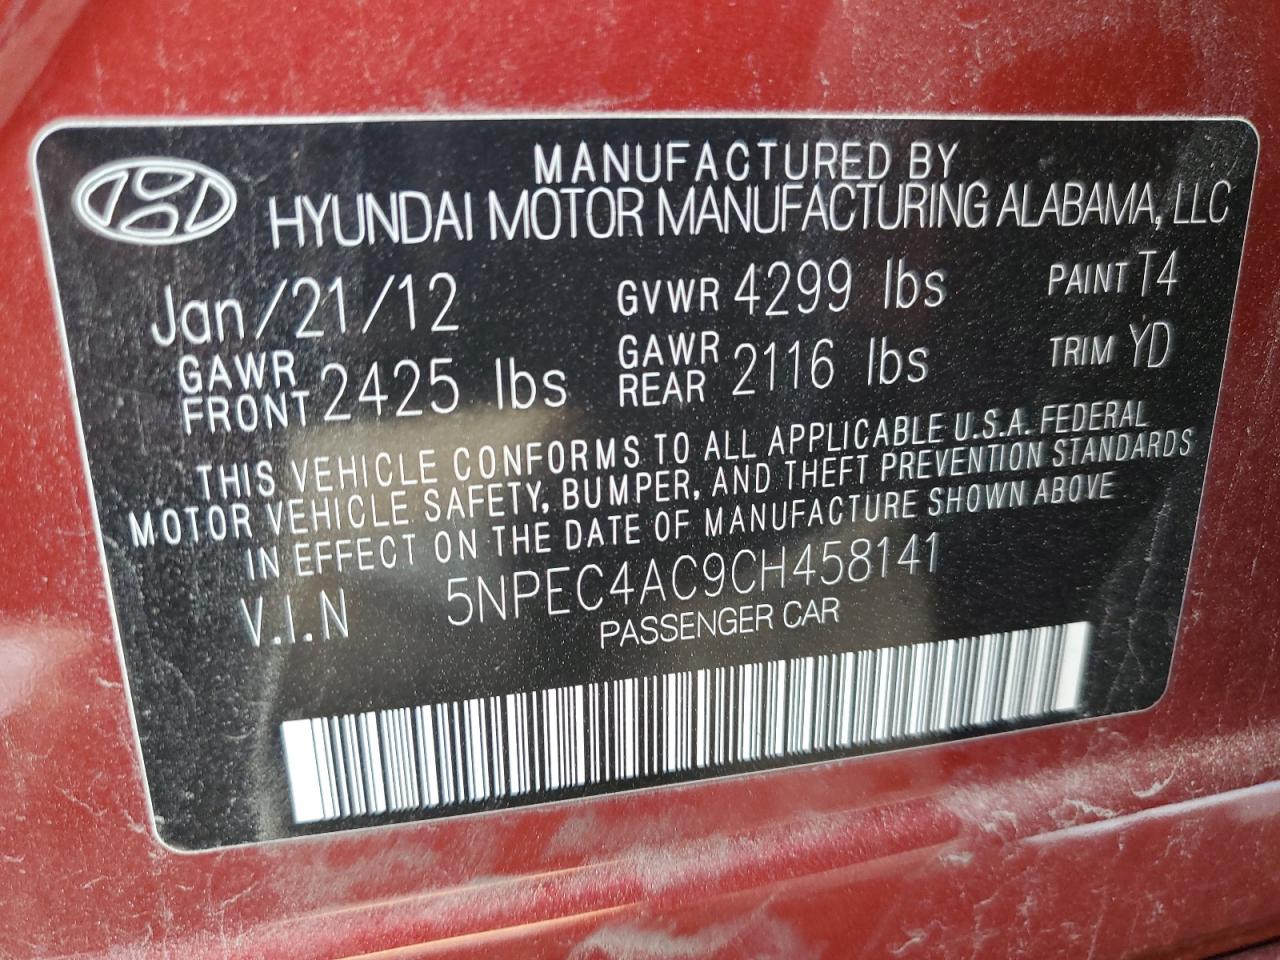 MANUFACTURED BY
HYUNDAI MOTOR MANUFACTURING ALABAMA, LLC
Jan/21/12 GVWR 4299 lbs PAINT T4
GAWR FRONT 2425 lbs GAWR REAR 2116 lbs TRIM YD
THIS VEHICLE CONFORMS TO ALL APPLICABLE U.S.A. FEDERAL
MOTOR VEHICLE SAFETY, BUMPER, AND THEFT PREVENTION STANDARDS
IN EFFECT ON THE DATE OF MANUFACTURE SHOWN ABOVE
V.I.N 5NPEC4AC9CH458141
PASSENGER CAR